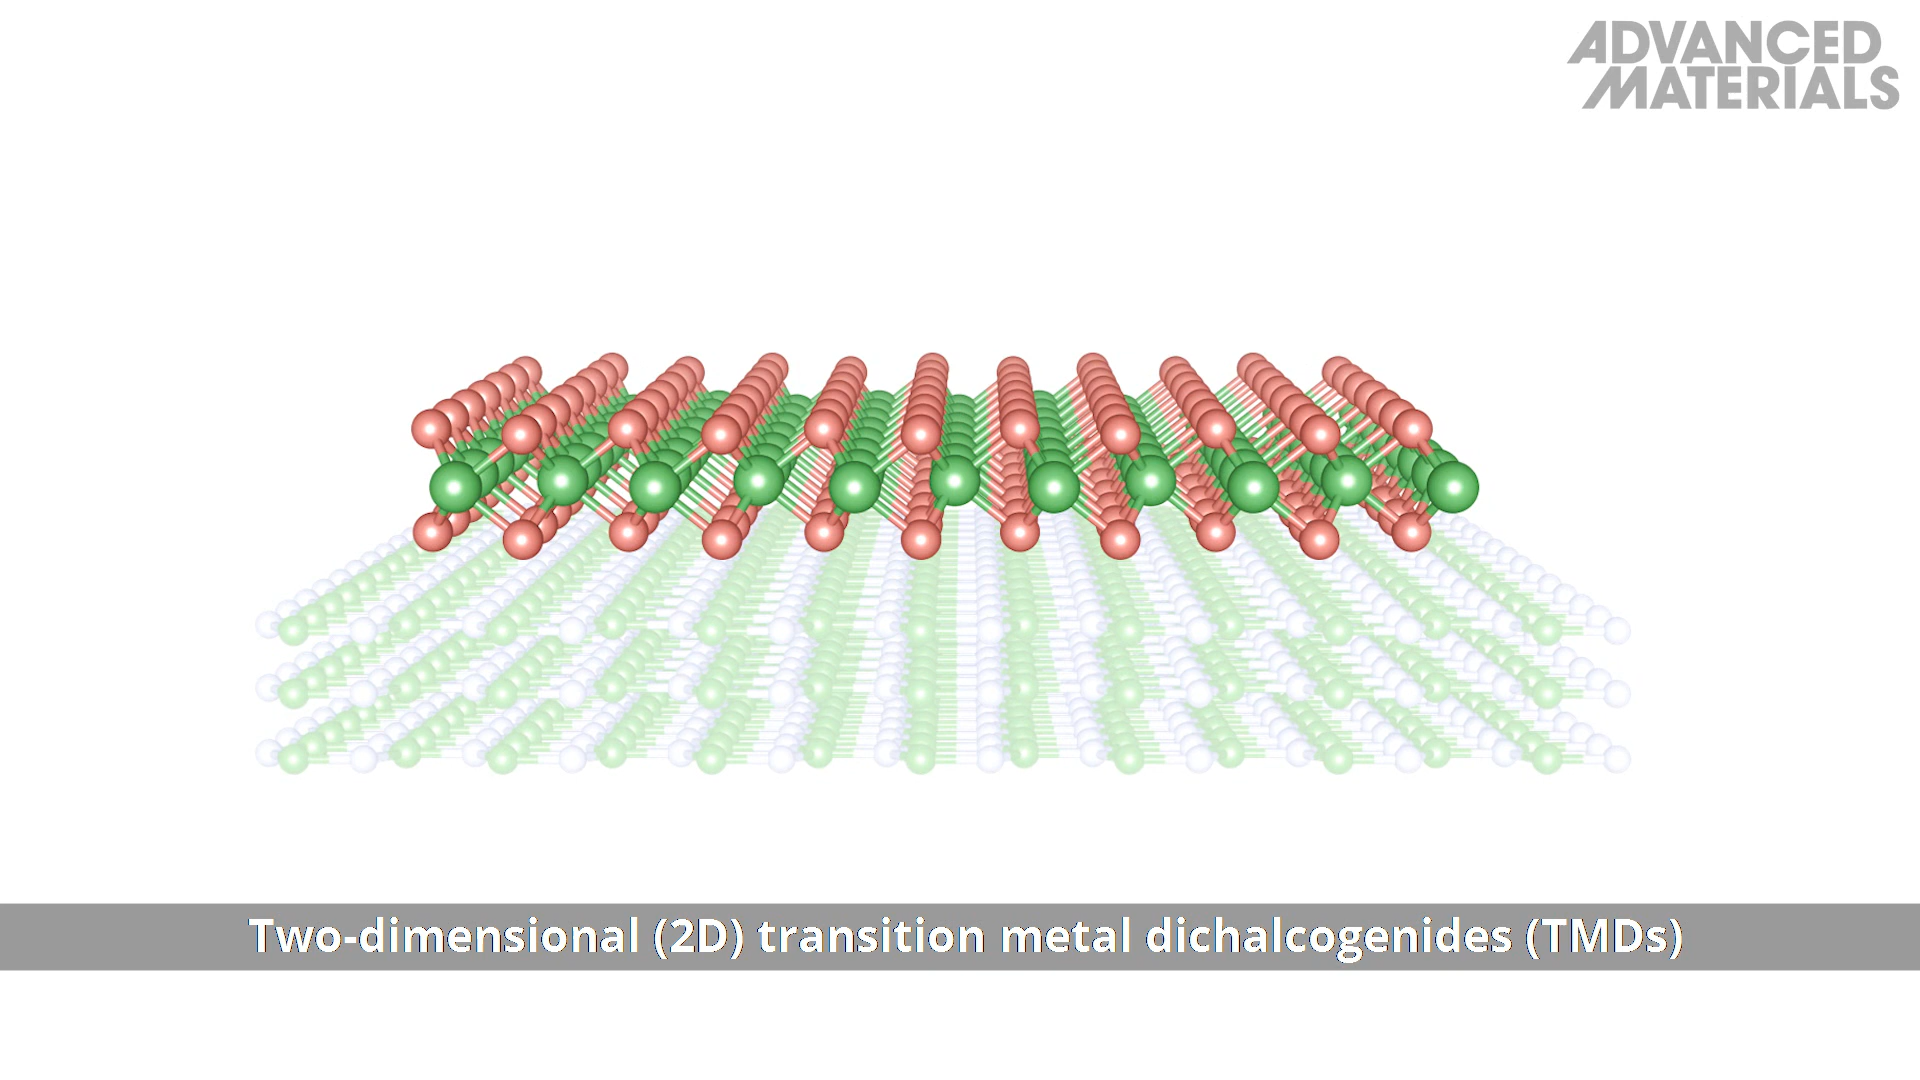 ADVANCED
MATERIALS
Two-dimensional (2D) transition metal dichalcogenides (TMDs)